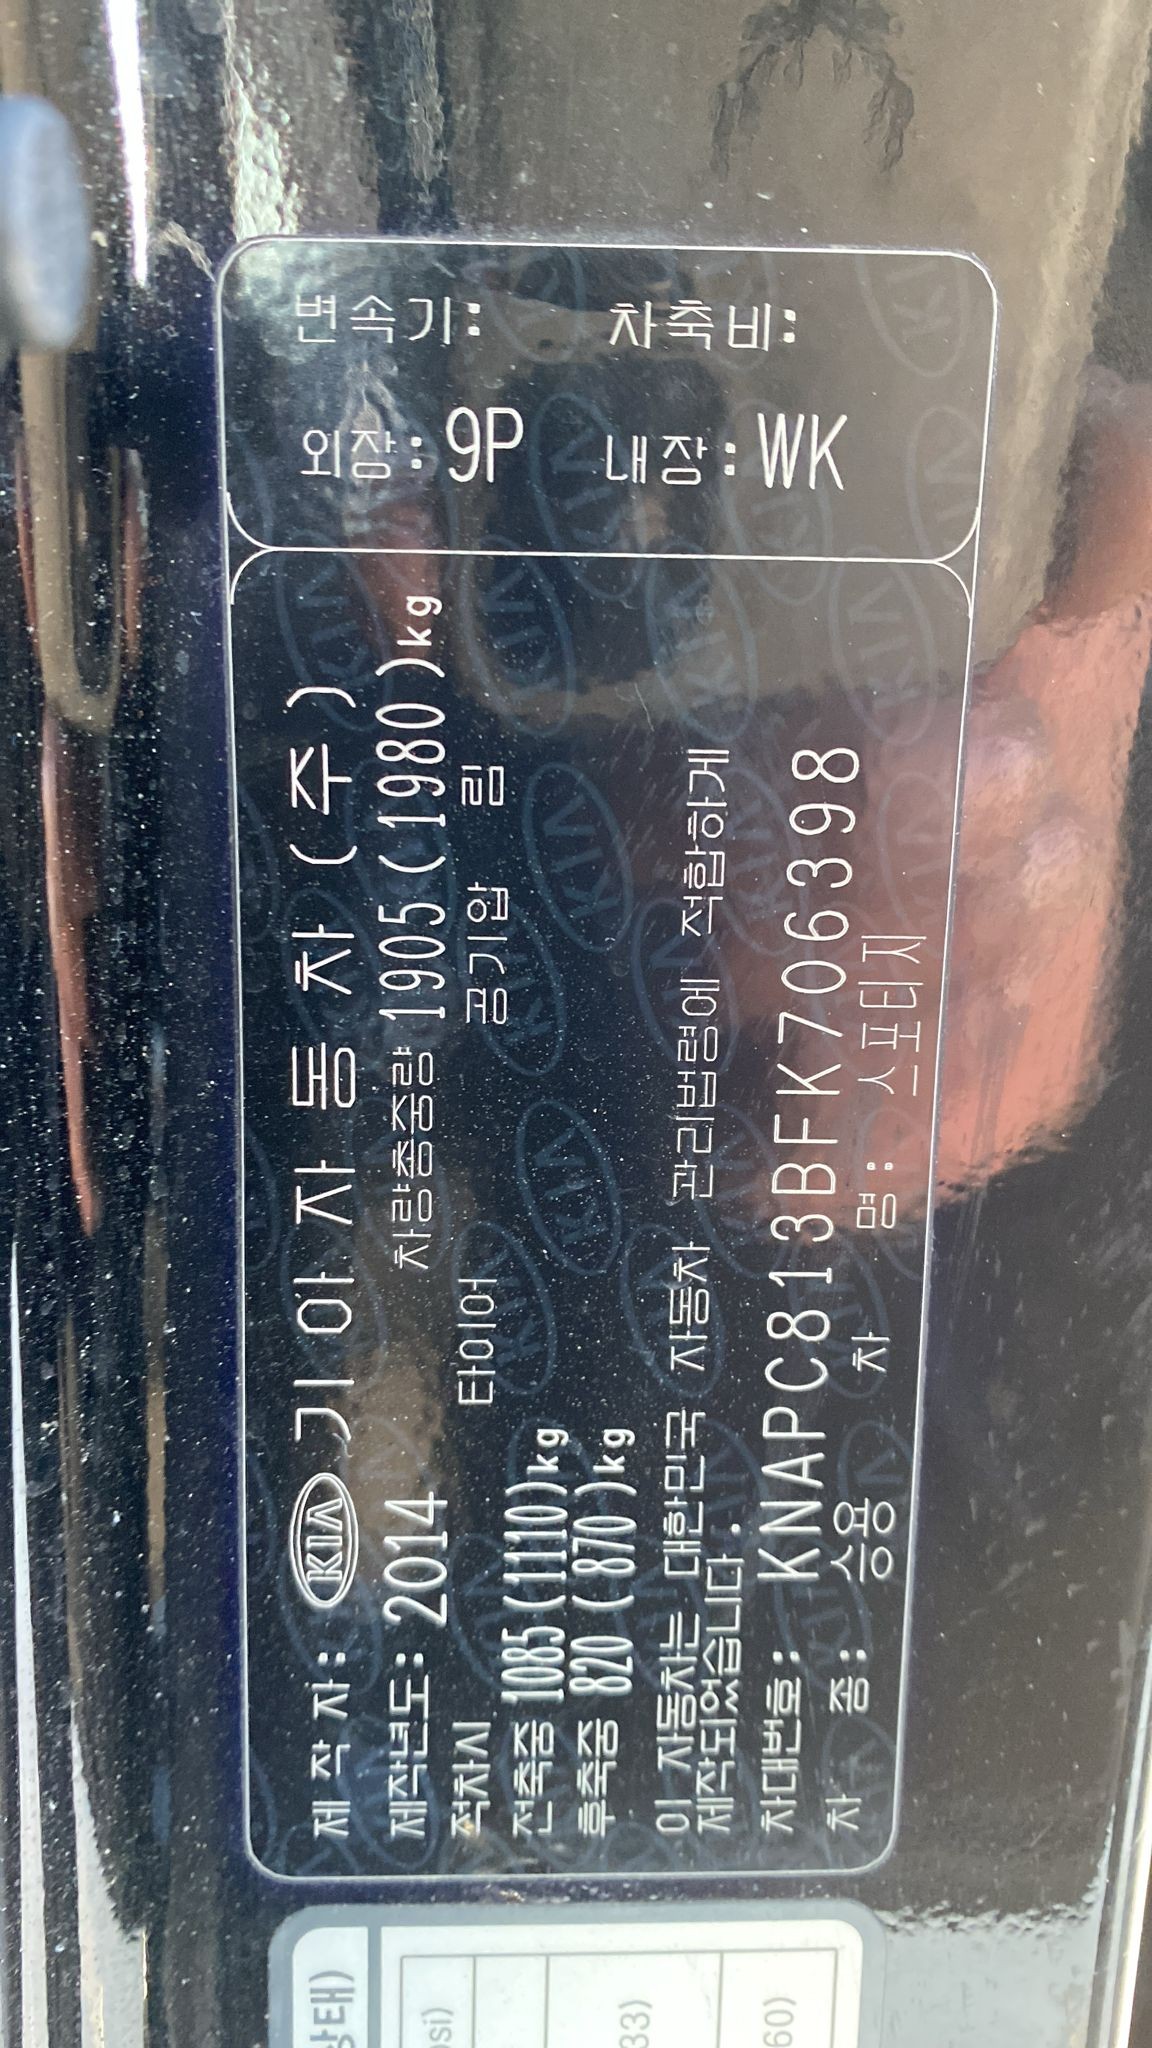 변속기: 차축비:
외장: 9P 내장: WK
제 작 자: KIA 기아자동차(주)
제작년도: 2014 차량총중량 1905(1980)kg
적차시 타이어 공기압 림
전축중 1085(1110)kg
후축중 820(870)kg
이 자동차는 대한민국 자동차 관리법령에 적합하게
제작되었습니다.
차대번호: KNAPC813BFK706398
차 종: 승용 차 명: 스포티지
33)
60)